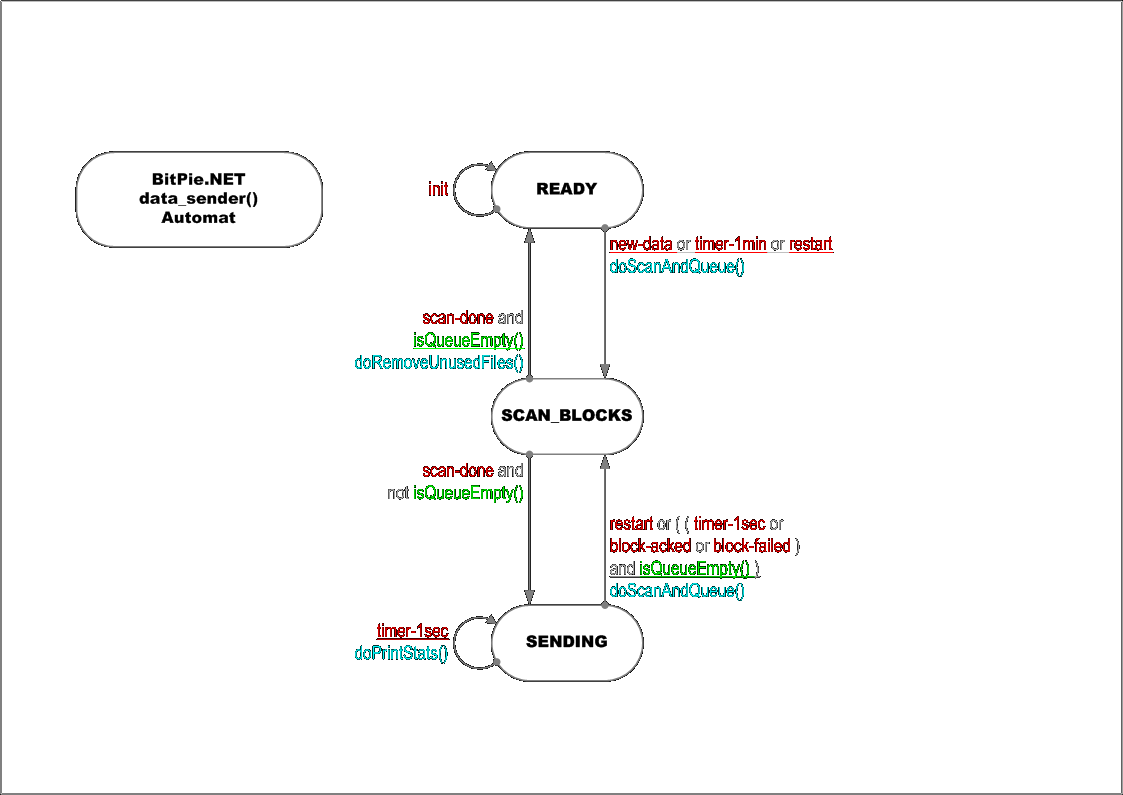 BitPie.NET
data_sender()
Automat
init
READY
new-data or timer-1min or restart
doScanAndQueue()
scan-done and
isQueueEmpty()
doRemoveUnusedFiles()
SCAN_BLOCKS
scan-done and
not isQueueEmpty()
restart or ( ( timer-1sec or
block-acked or block-failed )
and isQueueEmpty() )
doScanAndQueue()
timer-1sec
doPrintStats()
SENDING